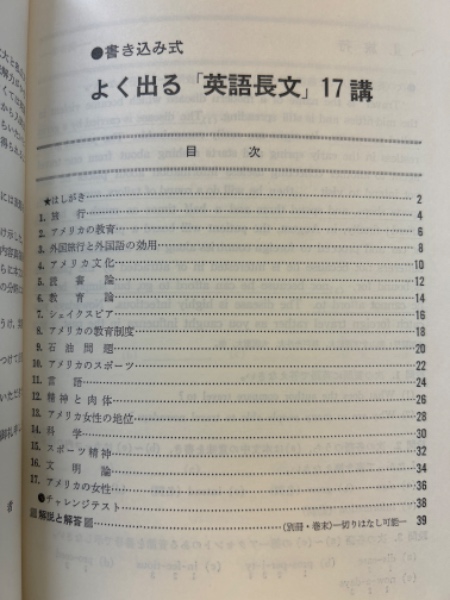 ●書き込み式
よく出る「英語長文」17講
目 次
★はしがき 2
1. 旅 行 4
2. アメリカの教育 6
3. 外国旅行と外国語の効用 8
4. アメリカ文化 10
5. 読 書 論 12
6. 教 育 論 14
7. シェイクスピア 16
8. アメリカの教育制度 18
9. 石 油 問 題 20
10. アメリカのスポーツ 22
11. 言 語 24
12. 精 神 と 肉 体 26
13. アメリカ女性の地位 28
14. 科 学 30
15. スポーツ精神 32
16. 文 明 論 34
17. アメリカの女性 36
●チャレンジテスト 38
解説と解答 (別冊・巻末)—切りはなし可能— 39